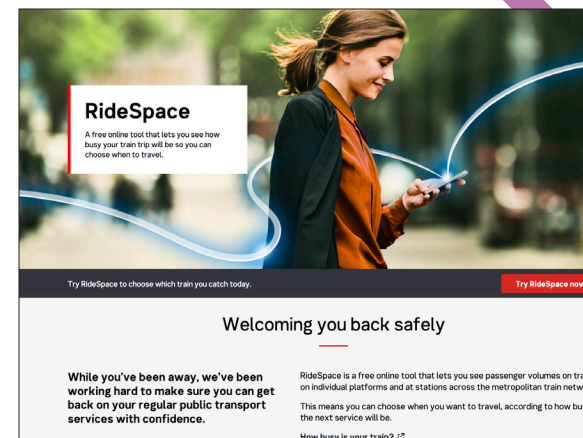 RideSpace
A free online tool that lets you see how
busy your train trip will be so you can
choose when to travel.
Try RideSpace to choose which train you catch today.
Try RideSpace now
Welcoming you back safely
While you've been away, we've been
working hard to make sure you can get
back on your regular public transport
services with confidence.
RideSpace is a free online tool that lets you see passenger volumes on
on individual platforms and at stations across the metropolitan train
This means you can choose when you want to travel, according to how
the next service will be.
How busy is your train?